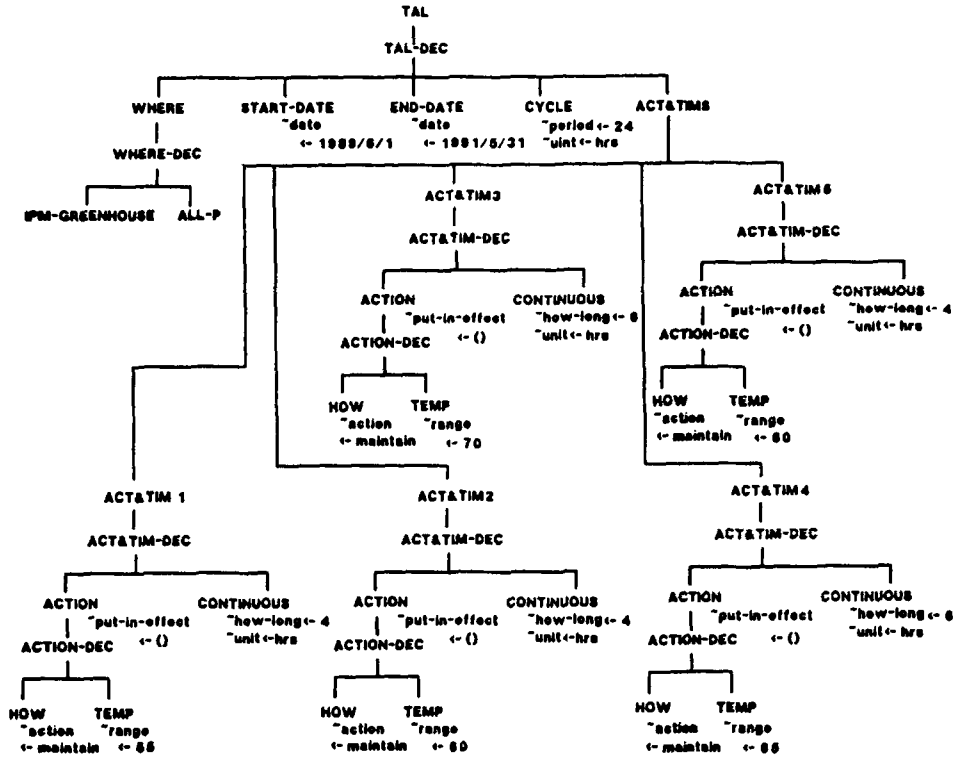 TAL
TAL-DEC
WHERE START-DATE END-DATE CYCLE ACT&TIMS
~date ~date ~period<- 24
<- 1989/6/1 <- 1991/5/31 ~uint<-hrs
WHERE-DEC
IPM-GREENHOUSE ALL-P
ACT&TIM3
ACT&TIM-DEC
ACTION CONTINUOUS
~put-in-effect ~how-long<- 6
<- () ~unit<-hrs
ACTION-DEC
HOW TEMP
~action ~range
<- maintain <- 70
ACT&TIM5
ACT&TIM-DEC
ACTION CONTINUOUS
~put-in-effect ~how-long<- 4
<- () ~unit<-hrs
ACTION-DEC
HOW TEMP
~action ~range
<- maintain <- 60
ACT&TIM 1
ACT&TIM-DEC
ACTION CONTINUOUS
~put-in-effect ~how-long<- 4
<- () ~unit<-hrs
ACTION-DEC
HOW TEMP
~action ~range
<- maintain <- 55
ACT&TIM2
ACT&TIM-DEC
ACTION CONTINUOUS
~put-in-effect ~how-long<- 4
<- () ~unit<-hrs
ACTION-DEC
HOW TEMP
~action ~range
<- maintain <- 60
ACT&TIM4
ACT&TIM-DEC
ACTION CONTINUOUS
~put-in-effect ~how-long<- 6
<- () ~unit<-hrs
ACTION-DEC
HOW TEMP
~action ~range
<- maintain <- 65